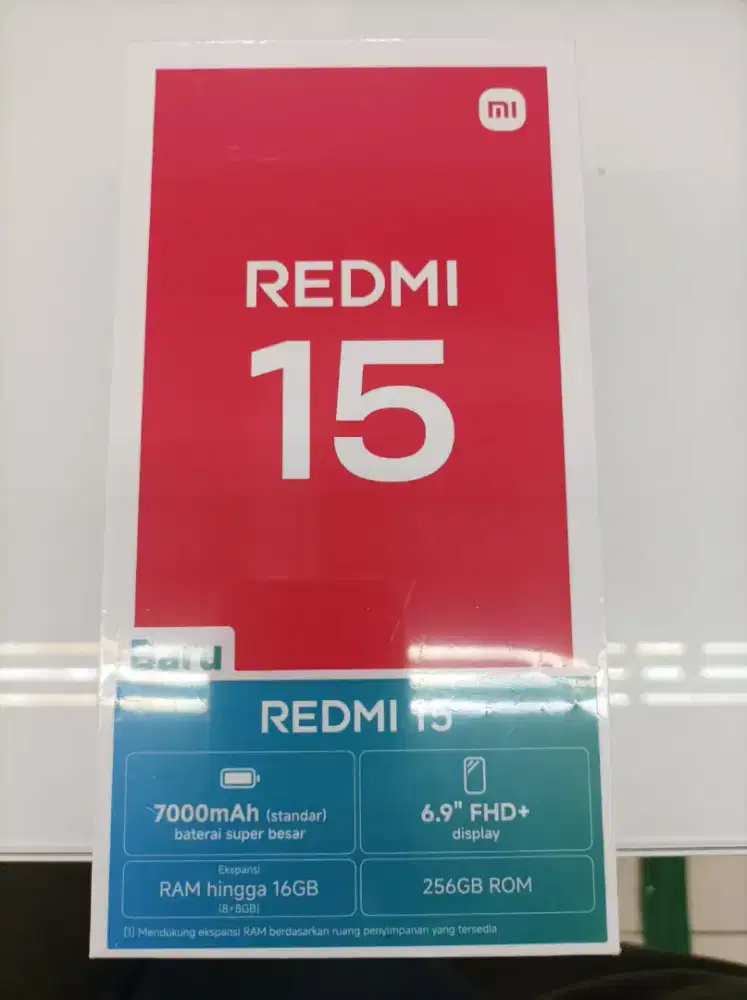 mi
REDMI
15
Baru
REDMI 15
7000mAh (standar)
baterai super besar
6.9" FHD+
display
Ekspansi
RAM hingga 16GB
(8+8GB)
256GB ROM
[1] Mendukung ekspansi RAM berdasarkan ruang penyimpanan yang tersedia